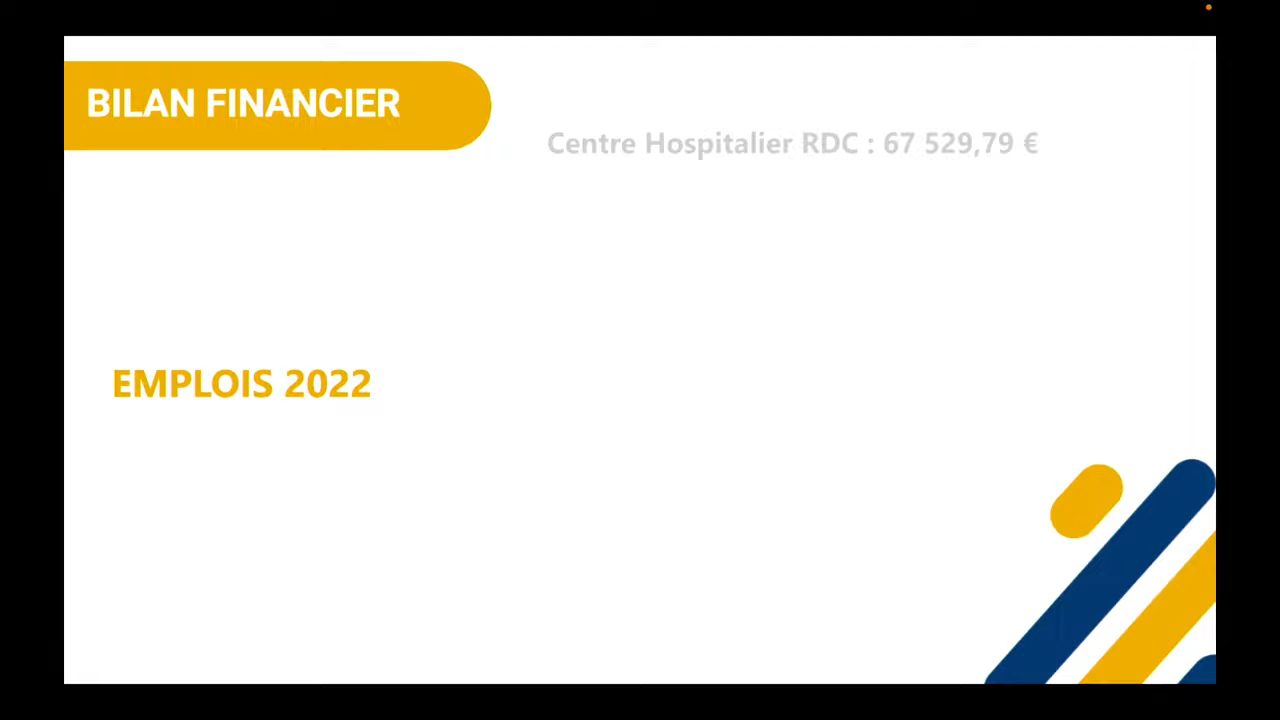 BILAN FINANCIER
Centre Hospitalier RDC : 67 529,79 €
EMPLOIS 2022